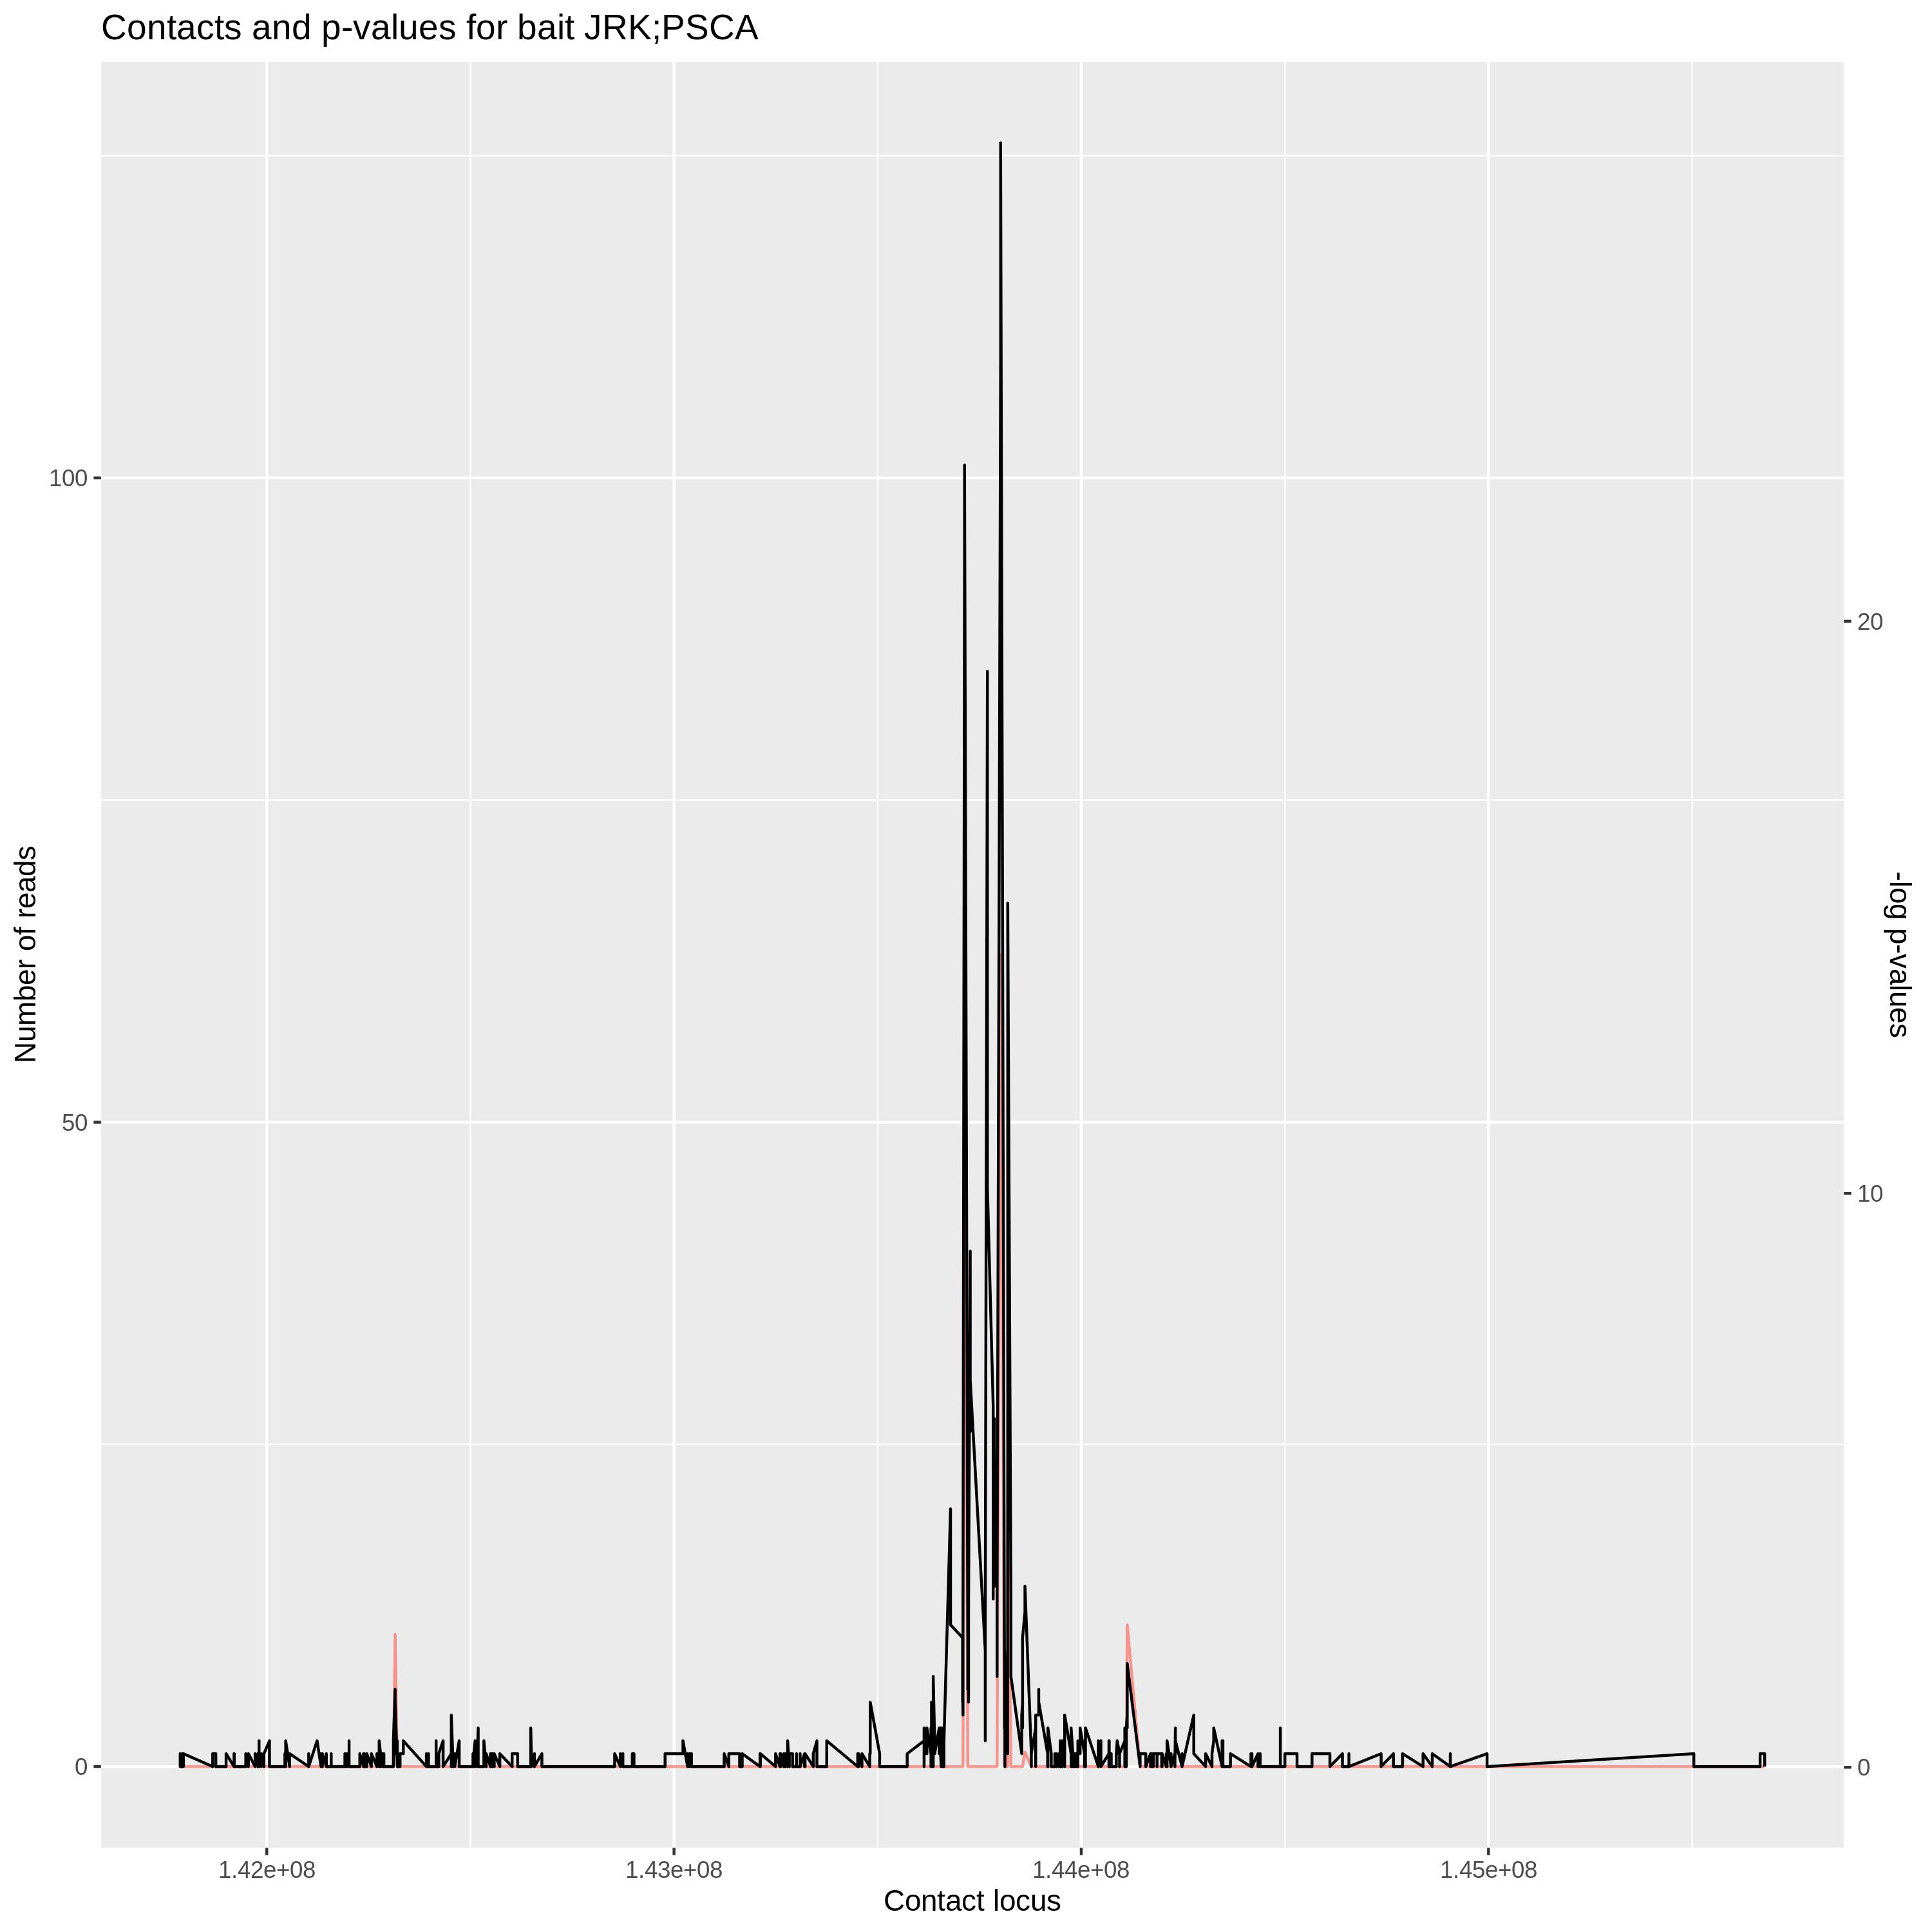 Contacts and p-values for bait JRK;PSCA
100
50
0
Number of reads
20
10
0
-log p-values
1.42e+08
1.43e+08
1.44e+08
1.45e+08
Contact locus